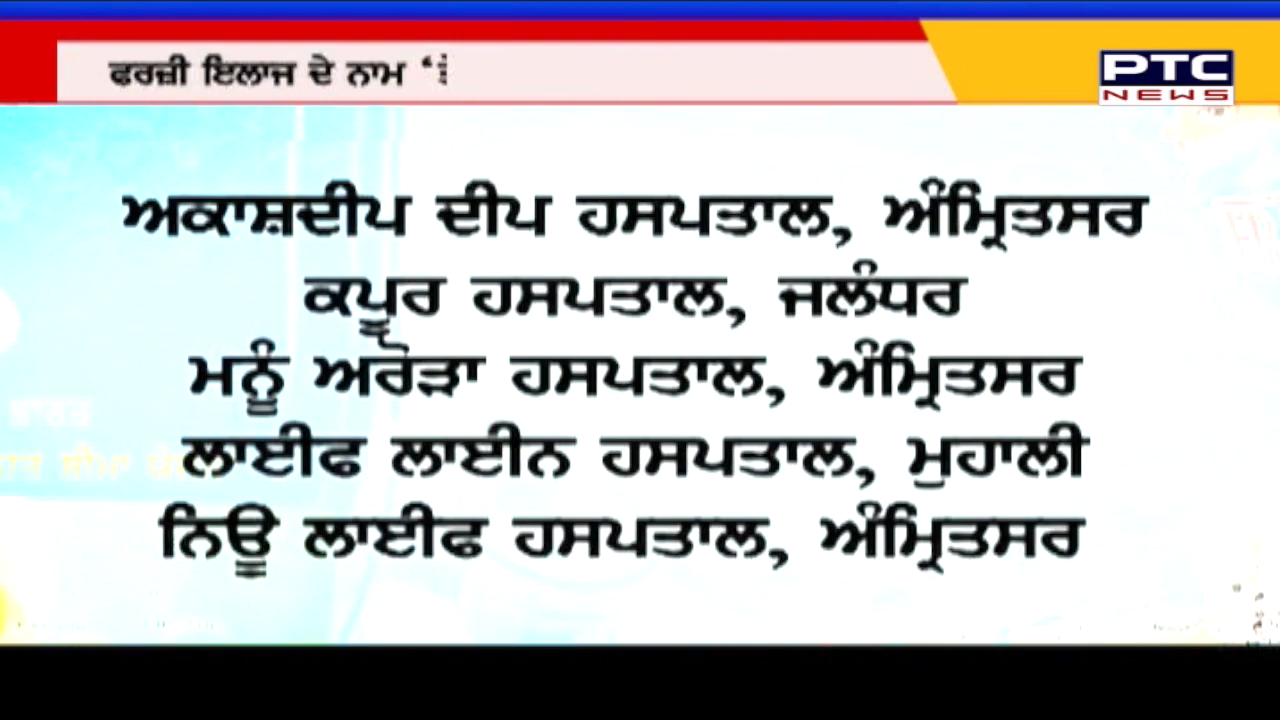 ਫਰਜ਼ੀ ਇਲਾਜ ਦੇ ਨਾਮ
PTC
NEWS
ਅਕਾਸ਼ਦੀਪ ਦੀਪ ਹਸਪਤਾਲ, ਅੰਮ੍ਰਿਤਸਰ
ਕਪੂਰ ਹਸਪਤਾਲ, ਜਲੰਧਰ
ਮਨੂੰ ਅਰੋੜਾ ਹਸਪਤਾਲ, ਅੰਮ੍ਰਿਤਸਰ
ਲਾਈਫ ਲਾਈਨ ਹਸਪਤਾਲ, ਮੁਹਾਲੀ
ਨਿਊ ਲਾਈਫ ਹਸਪਤਾਲ, ਅੰਮ੍ਰਿਤਸਰ